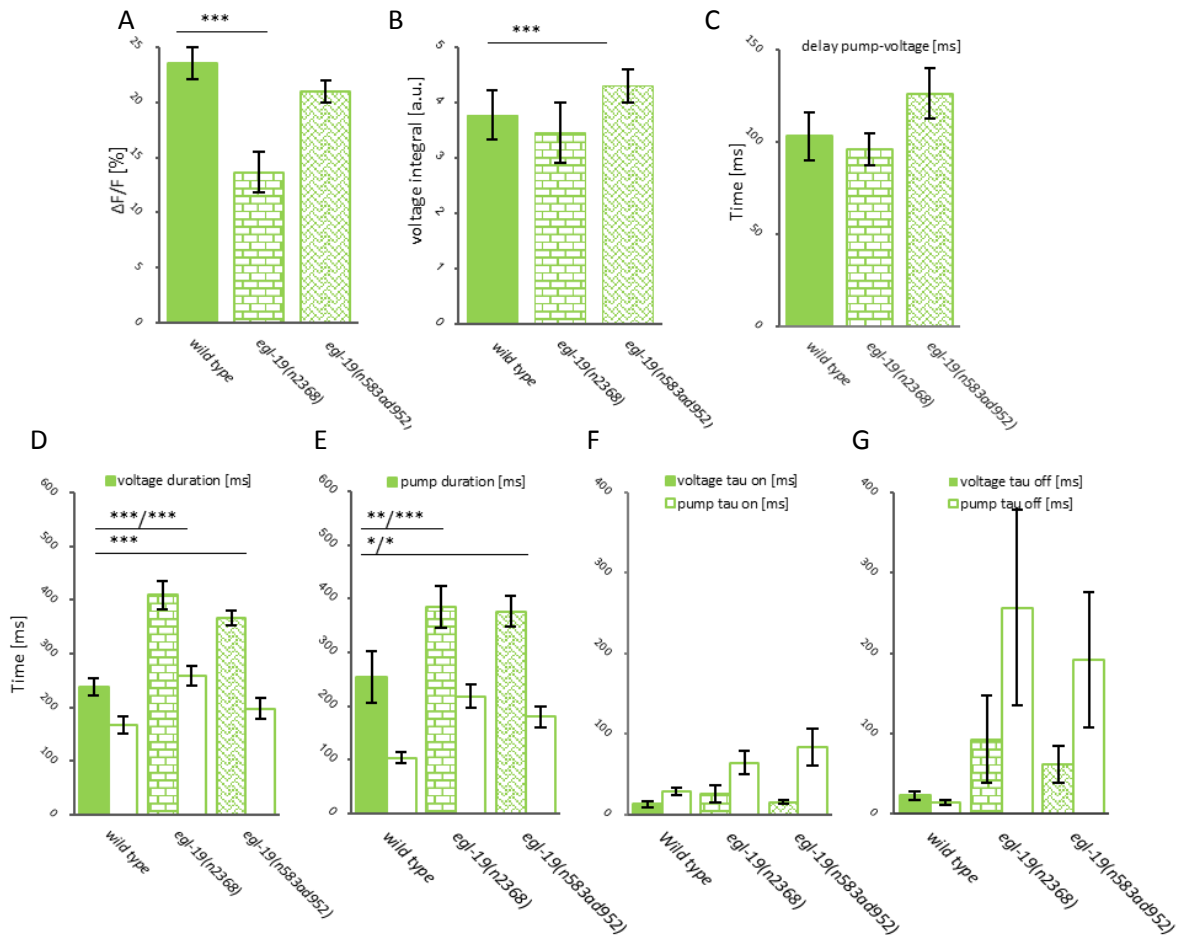 A
***
ΔF/F [%]
25
20
15
10
5
0
wild type
egl-19(n2368)
egl-19(n583ad952)
B
***
voltage integral [a.u.]
5
4
3
2
1
0
wild type
egl-19(n2368)
egl-19(n583ad952)
C
delay pump-voltage [ms]
Time [ms]
150
100
50
0
wild type
egl-19(n2368)
egl-19(n583ad952)
D
voltage duration [ms]
***/***
***
Time [ms]
600
500
400
300
200
100
0
wild type
egl-19(n2368)
egl-19(n583ad952)
E
pump duration [ms]
**/***
*/*
600
500
400
300
200
100
0
wild type
egl-19(n2368)
egl-19(n583ad952)
F
voltage tau on [ms]
pump tau on [ms]
400
300
200
100
0
Wild type
egl-19(n2368)
egl-19(n583ad952)
G
voltage tau off [ms]
pump tau off [ms]
400
300
200
100
0
wild type
egl-19(n2368)
egl-19(n583ad952)